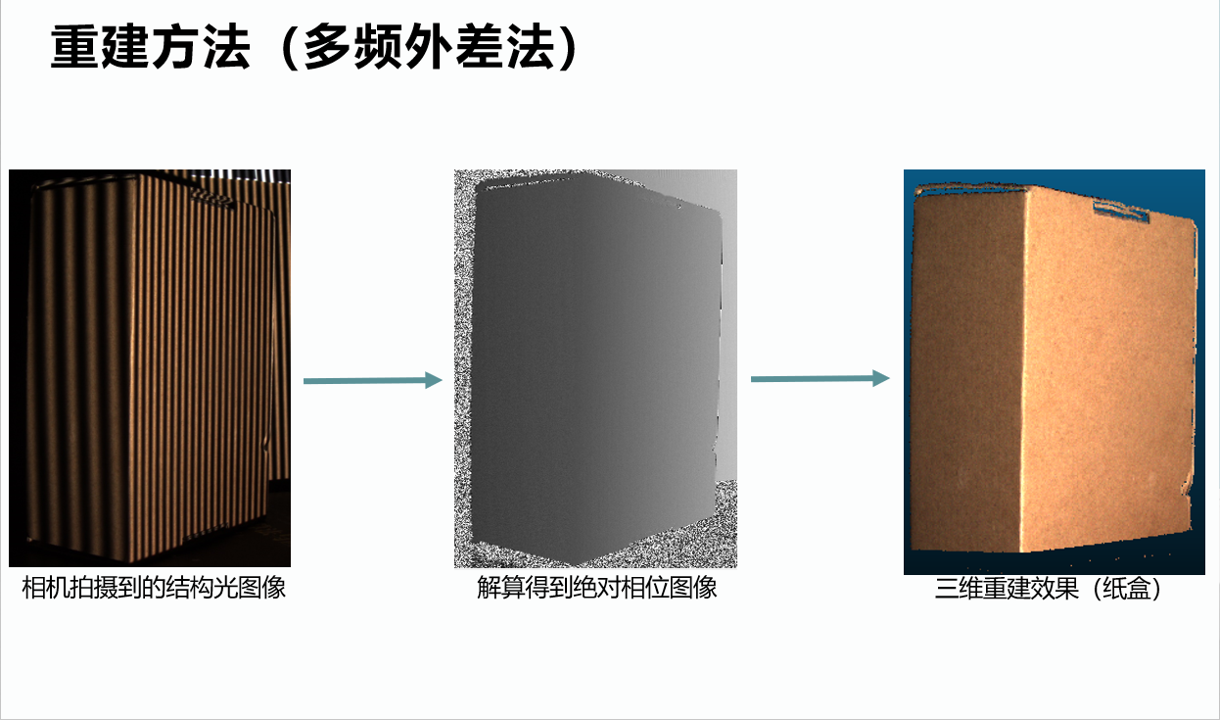 重建方法（多频外差法）
相机拍摄到的结构光图像
解算得到绝对相位图像
三维重建效果（纸盒）